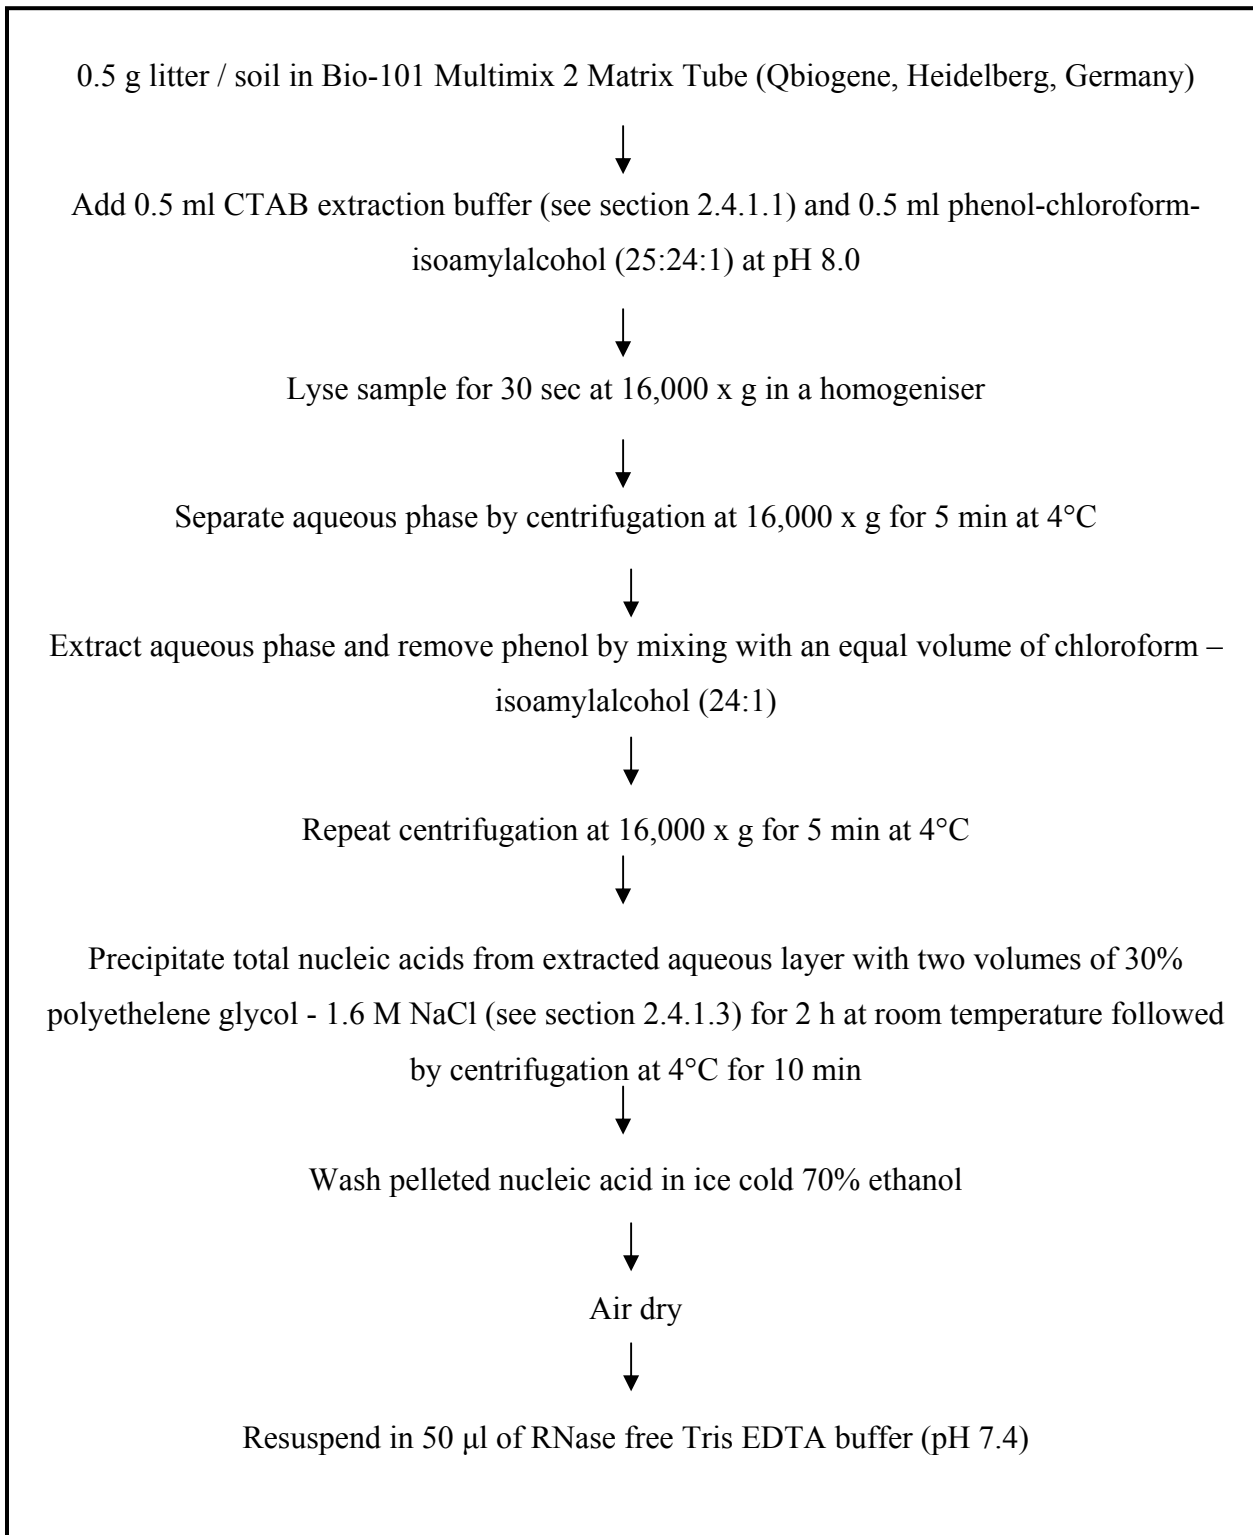 0.5 g litter / soil in Bio-101 Multimix 2 Matrix Tube (Qbiogene, Heidelberg, Germany)
Add 0.5 ml CTAB extraction buffer (see section 2.4.1.1) and 0.5 ml phenol-chloroform-
isoamylalcohol (25:24:1) at pH 8.0
Lyse sample for 30 sec at 16,000 x g in a homogeniser
Separate aqueous phase by centrifugation at 16,000 x g for 5 min at 4°C
Extract aqueous phase and remove phenol by mixing with an equal volume of chloroform –
isoamylalcohol (24:1)
Repeat centrifugation at 16,000 x g for 5 min at 4°C
Precipitate total nucleic acids from extracted aqueous layer with two volumes of 30%
polyethelene glycol - 1.6 M NaCl (see section 2.4.1.3) for 2 h at room temperature followed
by centrifugation at 4°C for 10 min
Wash pelleted nucleic acid in ice cold 70% ethanol
Air dry
Resuspend in 50 µl of RNase free Tris EDTA buffer (pH 7.4)